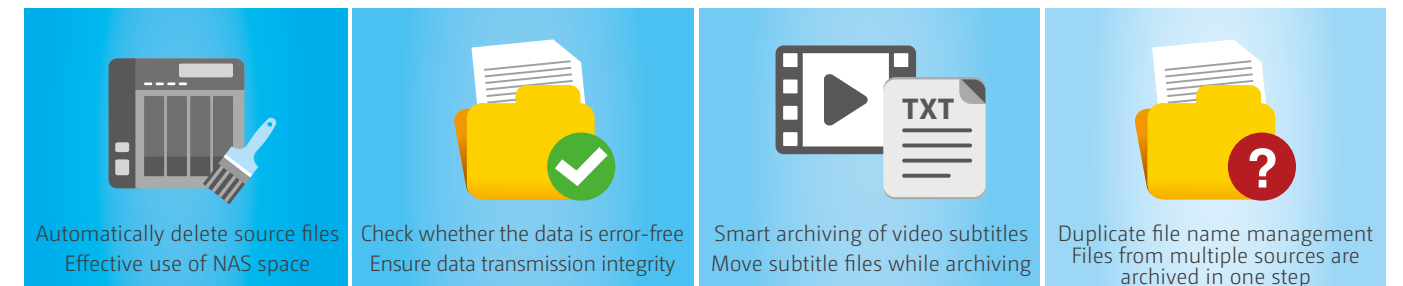 Automatically delete source files
Effective use of NAS space
Check whether the data is error-free
Ensure data transmission integrity
TXT
Smart archiving of video subtitles
Move subtitle files while archiving
?
Duplicate file name management
Files from multiple sources are
archived in one step